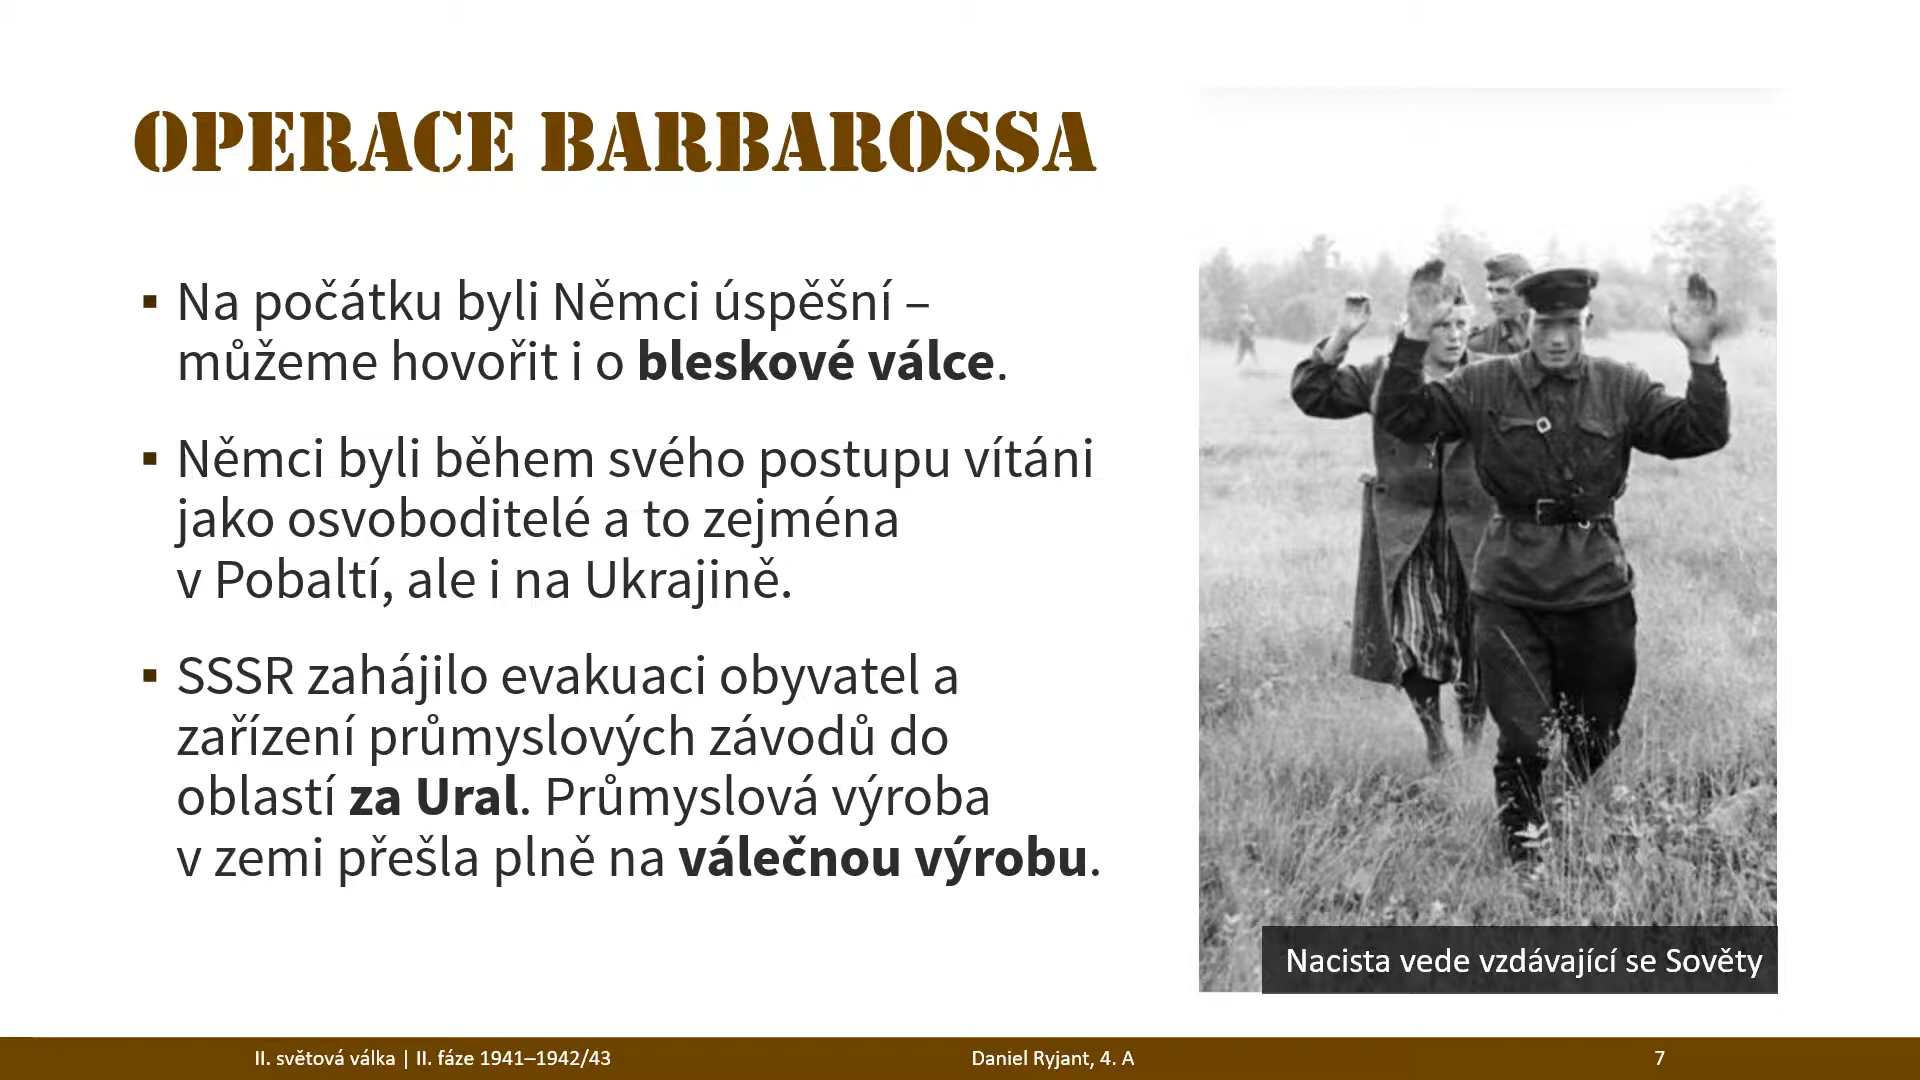 OPERACE BARBAROSSA
▪ Na počátku byli Němci úspěšní –
můžeme hovořit i o bleskové válce.
▪ Němci byli během svého postupu vítáni
jako osvoboditelé a to zejména
v Pobaltí, ale i na Ukrajině.
▪ SSSR zahájilo evakuaci obyvatel a
zařízení průmyslových závodů do
oblastí za Ural. Průmyslová výroba
v zemi přešla plně na válečnou výrobu.
Nacista vede vzdávající se Sověty
II. světová válka | II. fáze 1941–1942/43
Daniel Ryjant, 4. A
7